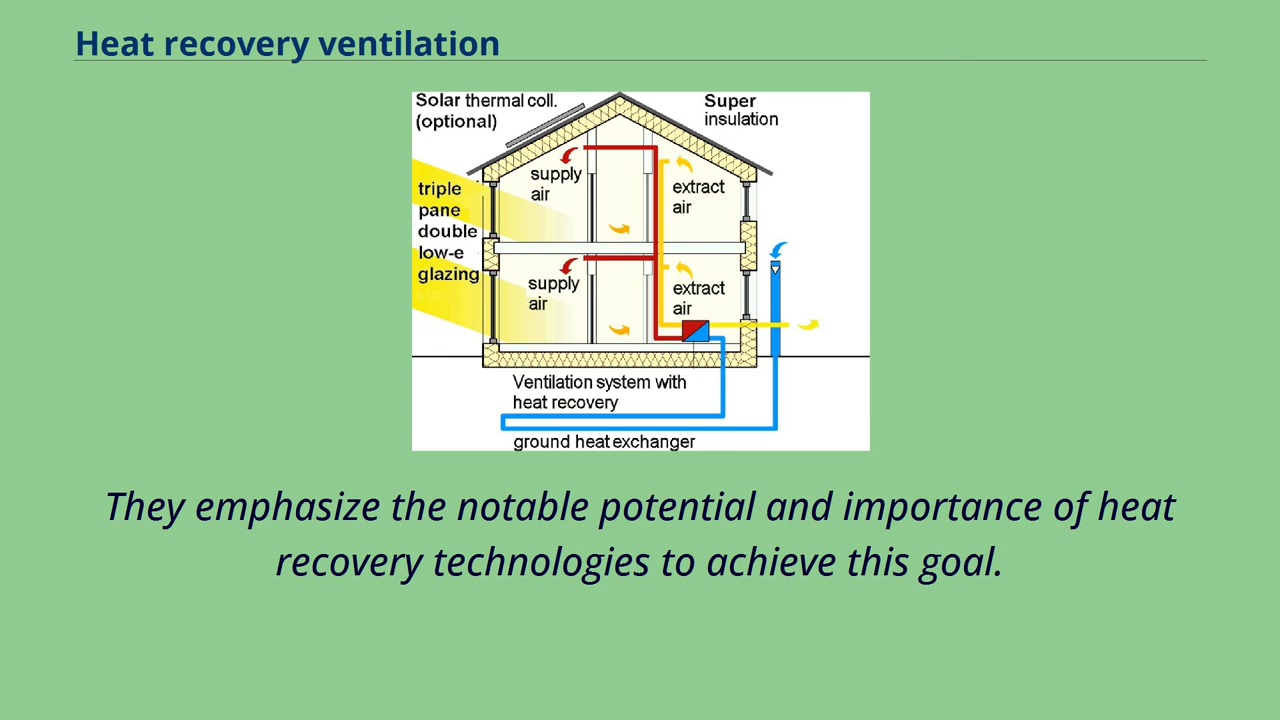 Heat recovery ventilation
Solar thermal coll.
(optional)
Super
insulation
triple
pane
double
low-e
glazing
sun
supply
air
extract
air
supply
air
extract
air
Ventilation system with
heat recovery
ground heat exchanger
They emphasize the notable potential and importance of heat
recovery technologies to achieve this goal.